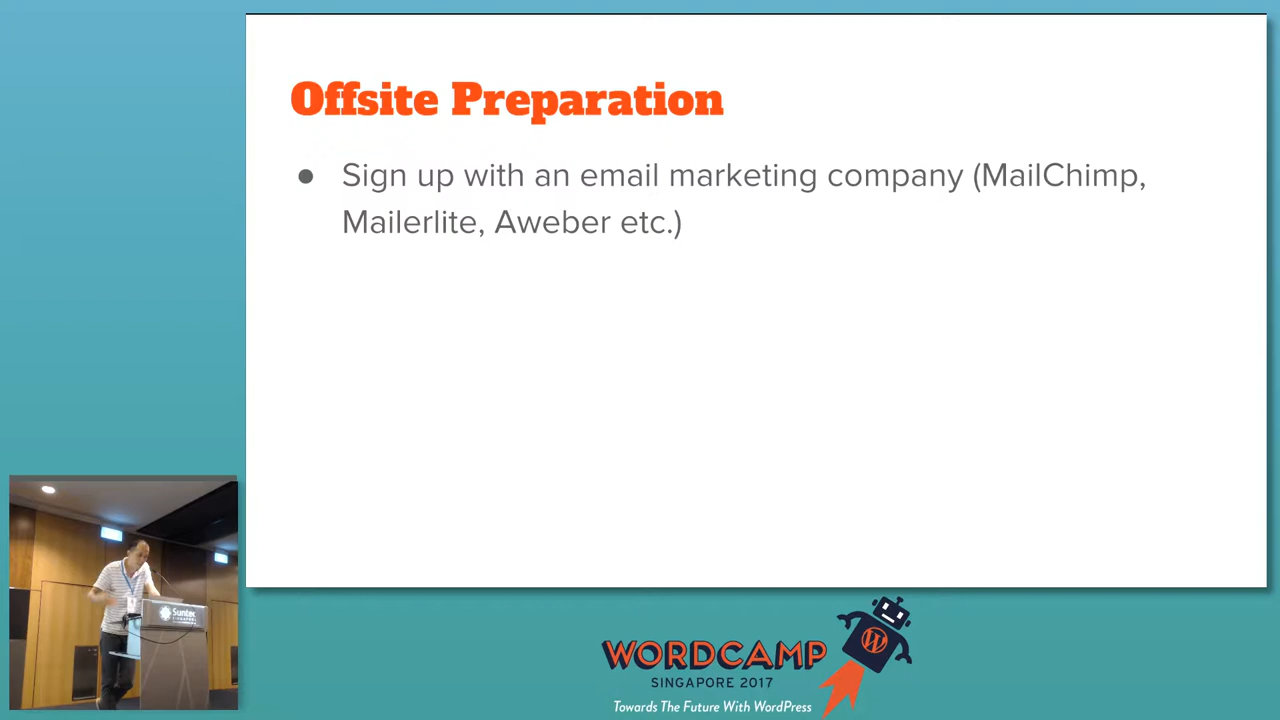 Offsite Preparation
● Sign up with an email marketing company (MailChimp,
Mailerlite, Aweber etc.)
Suntec
WORDCAMP
SINGAPORE 2017
Towards The Future With WordPress